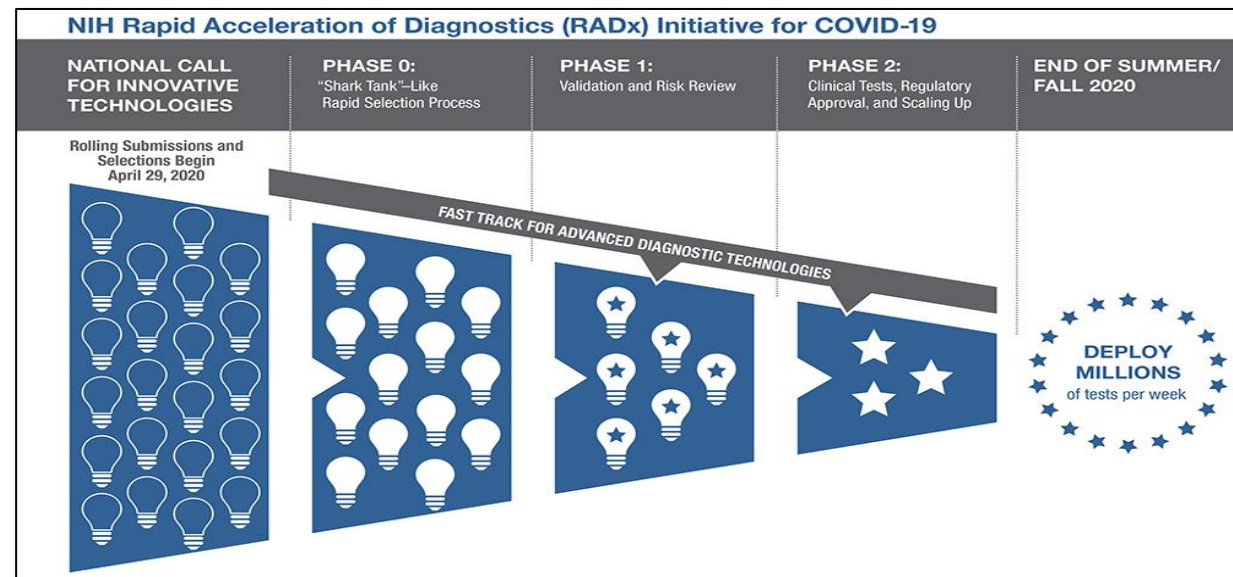 NIH Rapid Acceleration of Diagnostics (RADx) Initiative for COVID-19
NATIONAL CALL
FOR INNOVATIVE
TECHNOLOGIES
PHASE 0:
“Shark Tank”–Like
Rapid Selection Process
PHASE 1:
Validation and Risk Review
PHASE 2:
Clinical Tests, Regulatory
Approval, and Scaling Up
END OF SUMMER/
FALL 2020
Rolling Submissions and
Selections Begin
April 29, 2020
FAST TRACK FOR ADVANCED DIAGNOSTIC TECHNOLOGIES
DEPLOY
MILLIONS
of tests per week